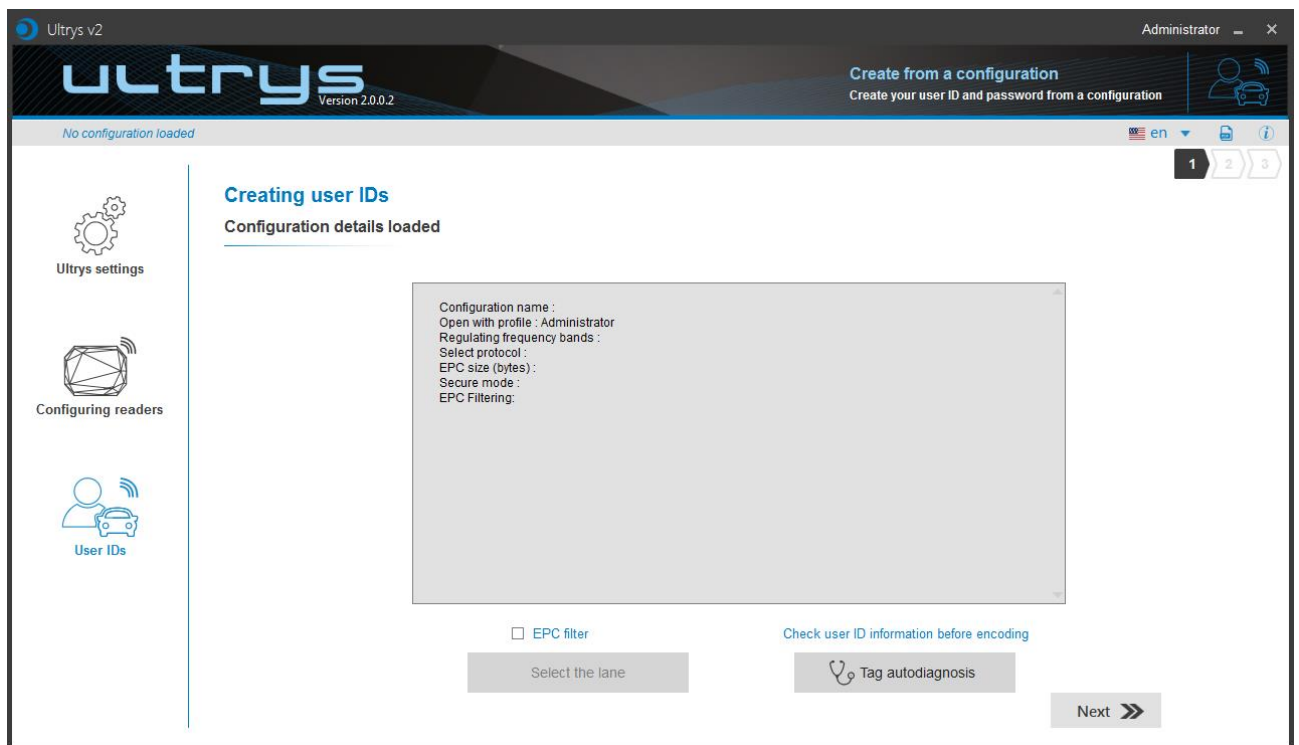 Ultrys v2
Administrator
ultrys
Version 2.0.0.2
Create from a configuration
Create your user ID and password from a configuration
No configuration loaded
en
1 2 3
Creating user IDs
Configuration details loaded
Ultrys settings
Configuring readers
User IDs
Configuration name :
Open with profile : Administrator
Regulating frequency bands :
Select protocol :
EPC size (bytes) :
Secure mode :
EPC Filtering:
EPC filter
Check user ID information before encoding
Select the lane
Tag autodiagnosis
Next